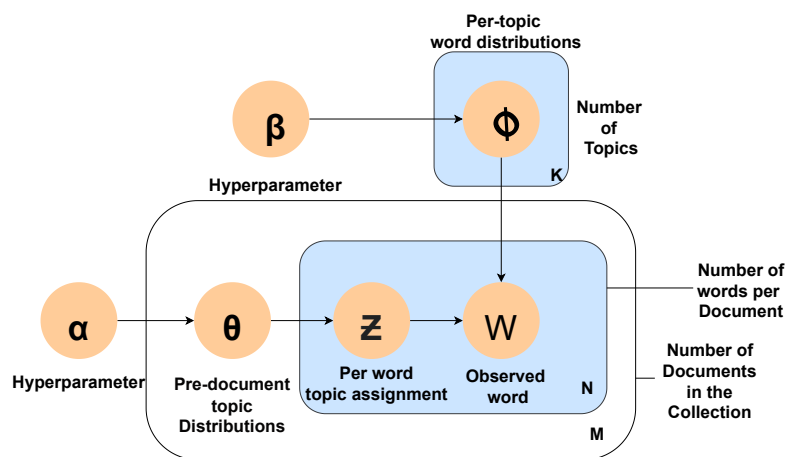 Per-topic
word distributions
β
Φ
Number
of
Topics
K
Hyperparameter
α
θ
Ƶ
W
Number of
words per
Document
Hyperparameter
Pre-document
topic
Distributions
Per word
topic assignment
Observed
word
N
Number of
Documents
in the
Collection
M